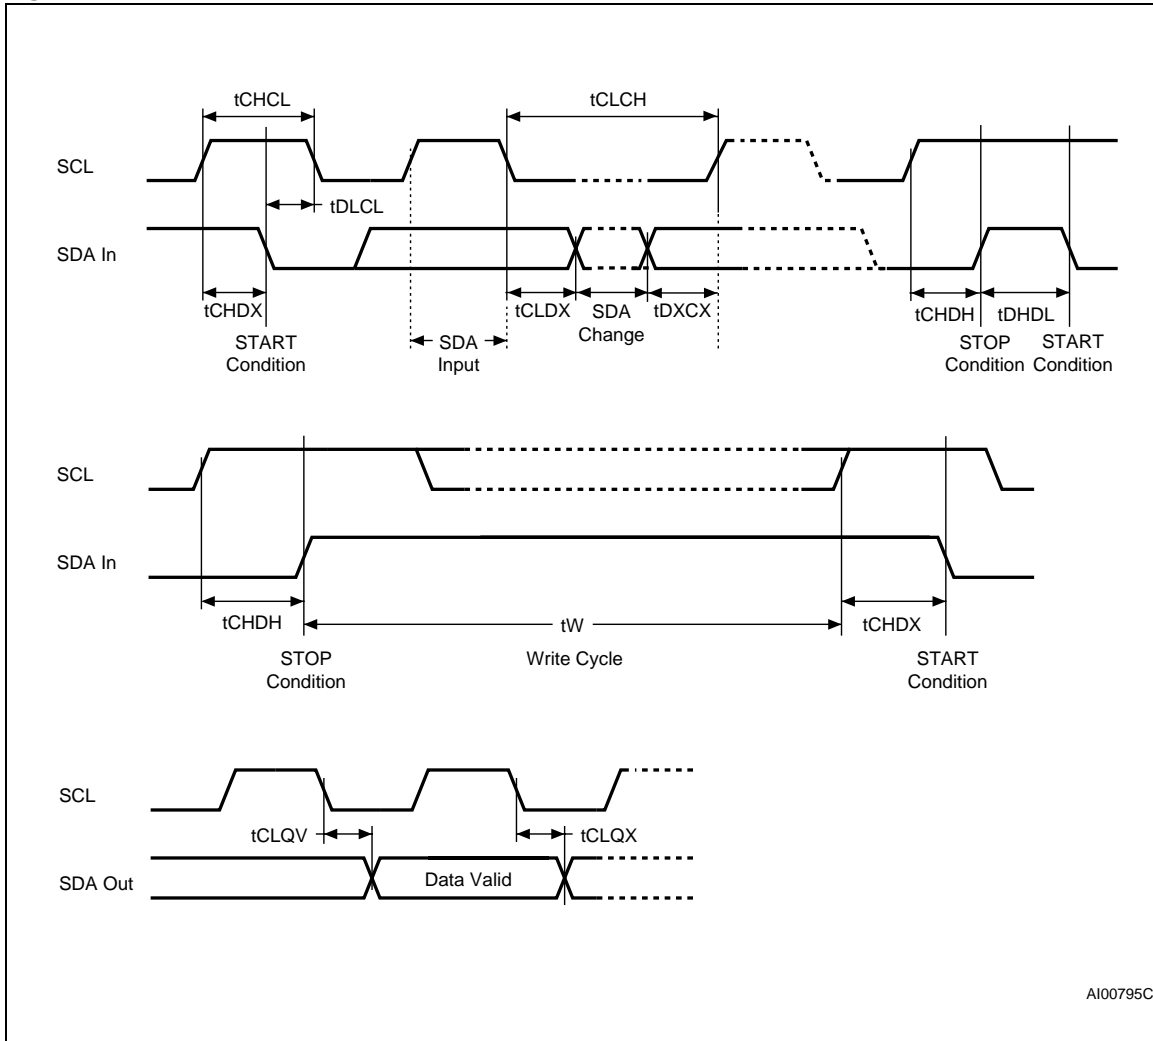 tCHCL
tCLCH
SCL
tDLCL
SDA In
tCHDX
tCLDX
SDA
Change
tDXCX
tCHDH
tDHDL
START
Condition
SDA
Input
STOP
Condition
START
Condition
SCL
SDA In
tCHDH
tW
tCHDX
STOP
Condition
Write Cycle
START
Condition
SCL
tCLQV
tCLQX
SDA Out
Data Valid
AI00795C